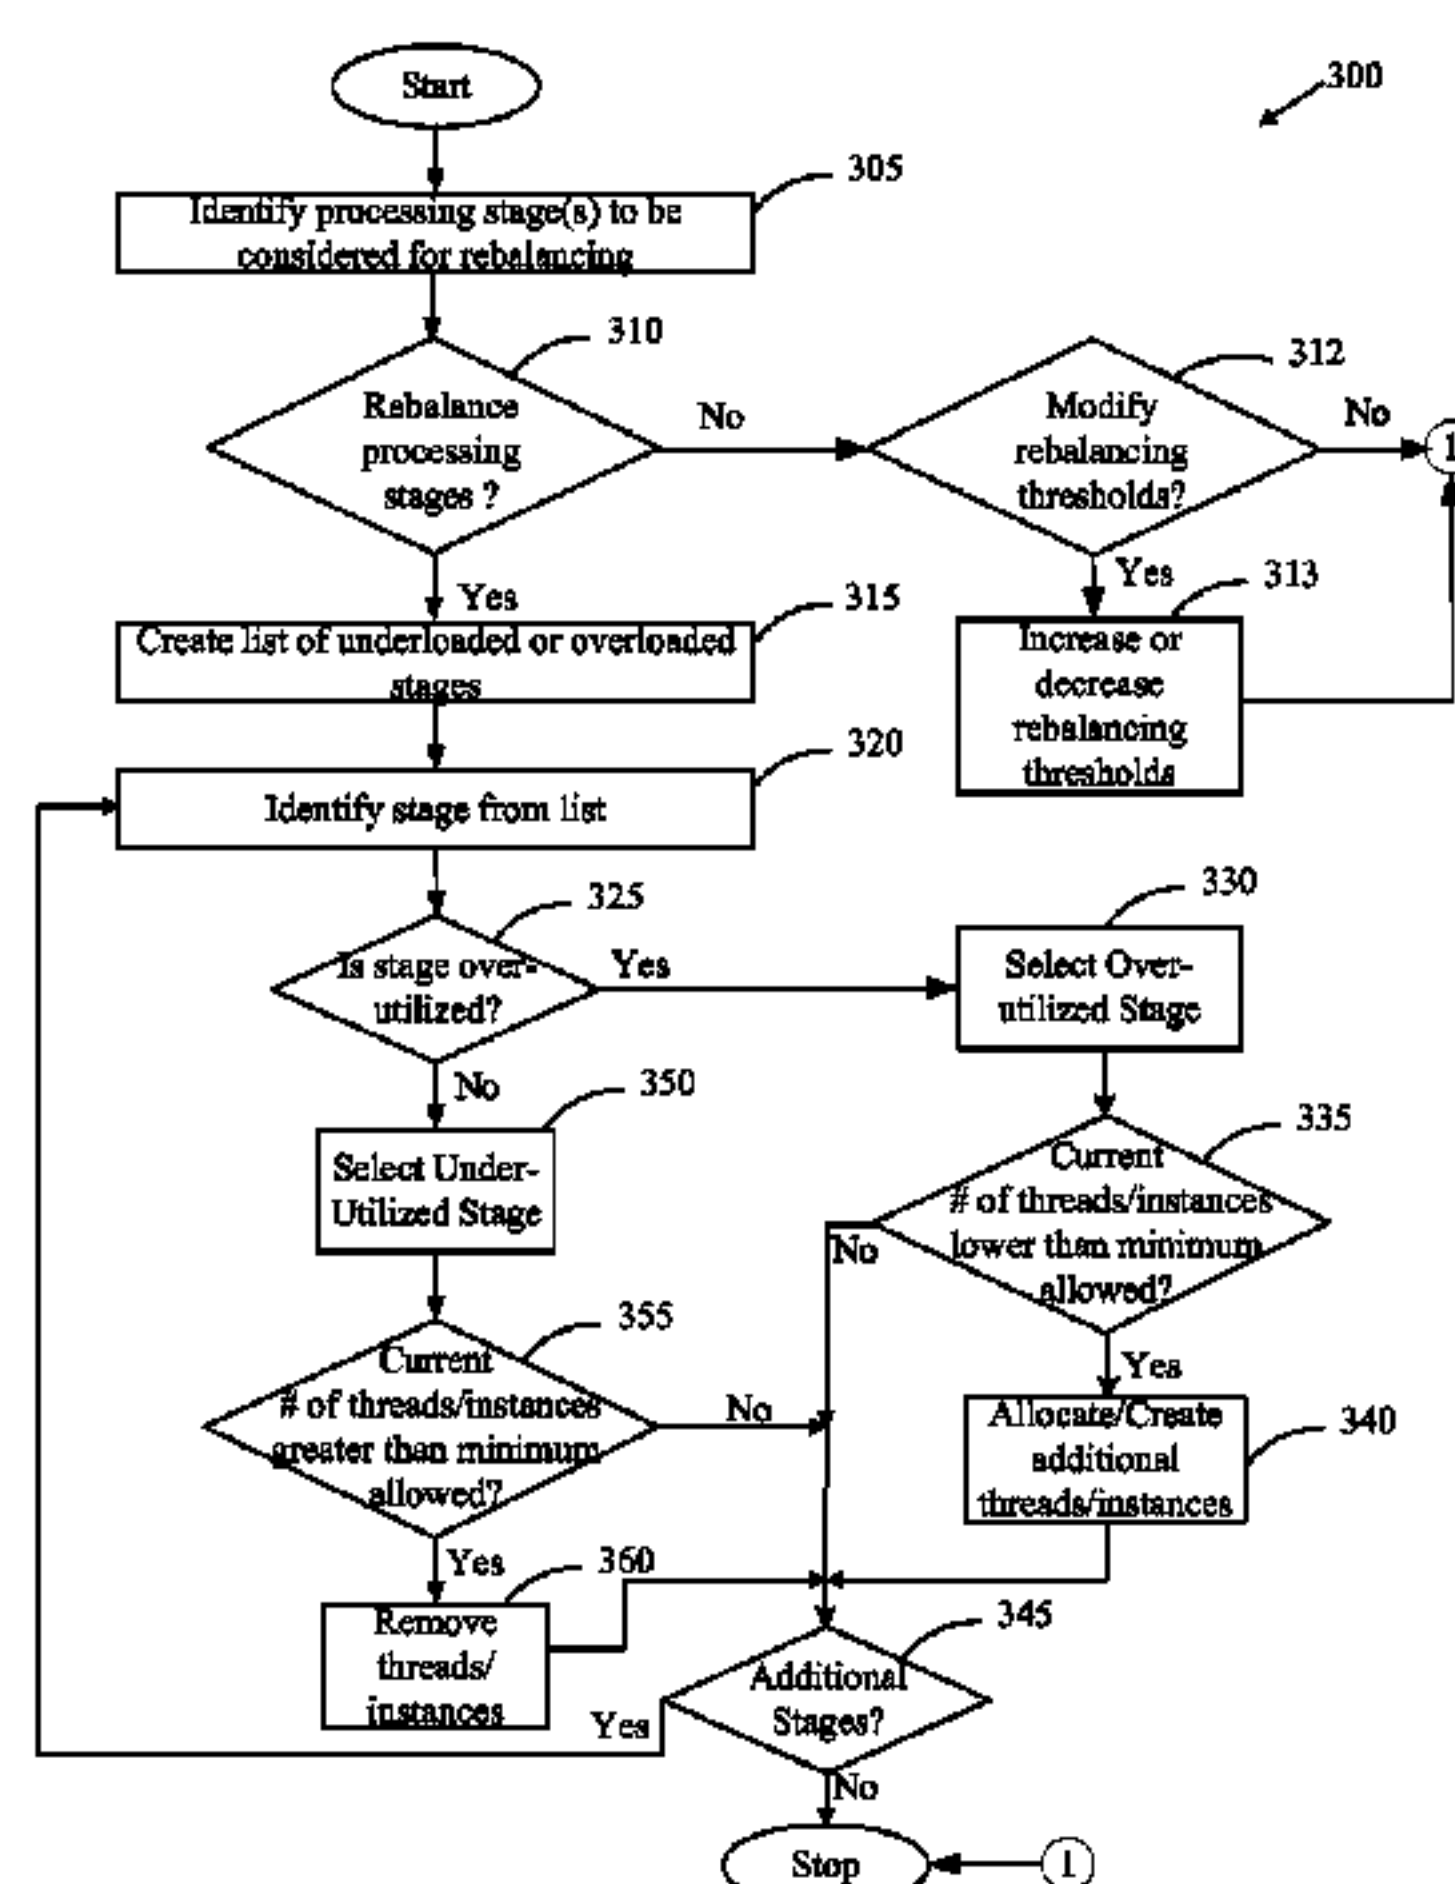 Start
300
305
Identify processing stage(s) to be
considered for rebalancing
310
Rebalance
processing
stages ?
No
312
Modify
rebalancing
thresholds?
No
1
Yes
Yes
313
Increase or
decrease
rebalancing
thresholds
315
Create list of underloaded or overloaded
stages
320
Identify stage from list
325
Is stage over-
utilized?
Yes
330
Select Over-
utilized Stage
No
350
Select Under-
Utilized Stage
335
Current
# of threads/instances
lower than minimum
allowed?
No
Yes
355
Current
# of threads/instances
greater than minimum
allowed?
No
340
Allocate/Create
additional
threads/instances
Yes
360
Remove
threads/
instances
345
Additional
Stages?
Yes
No
Stop
1